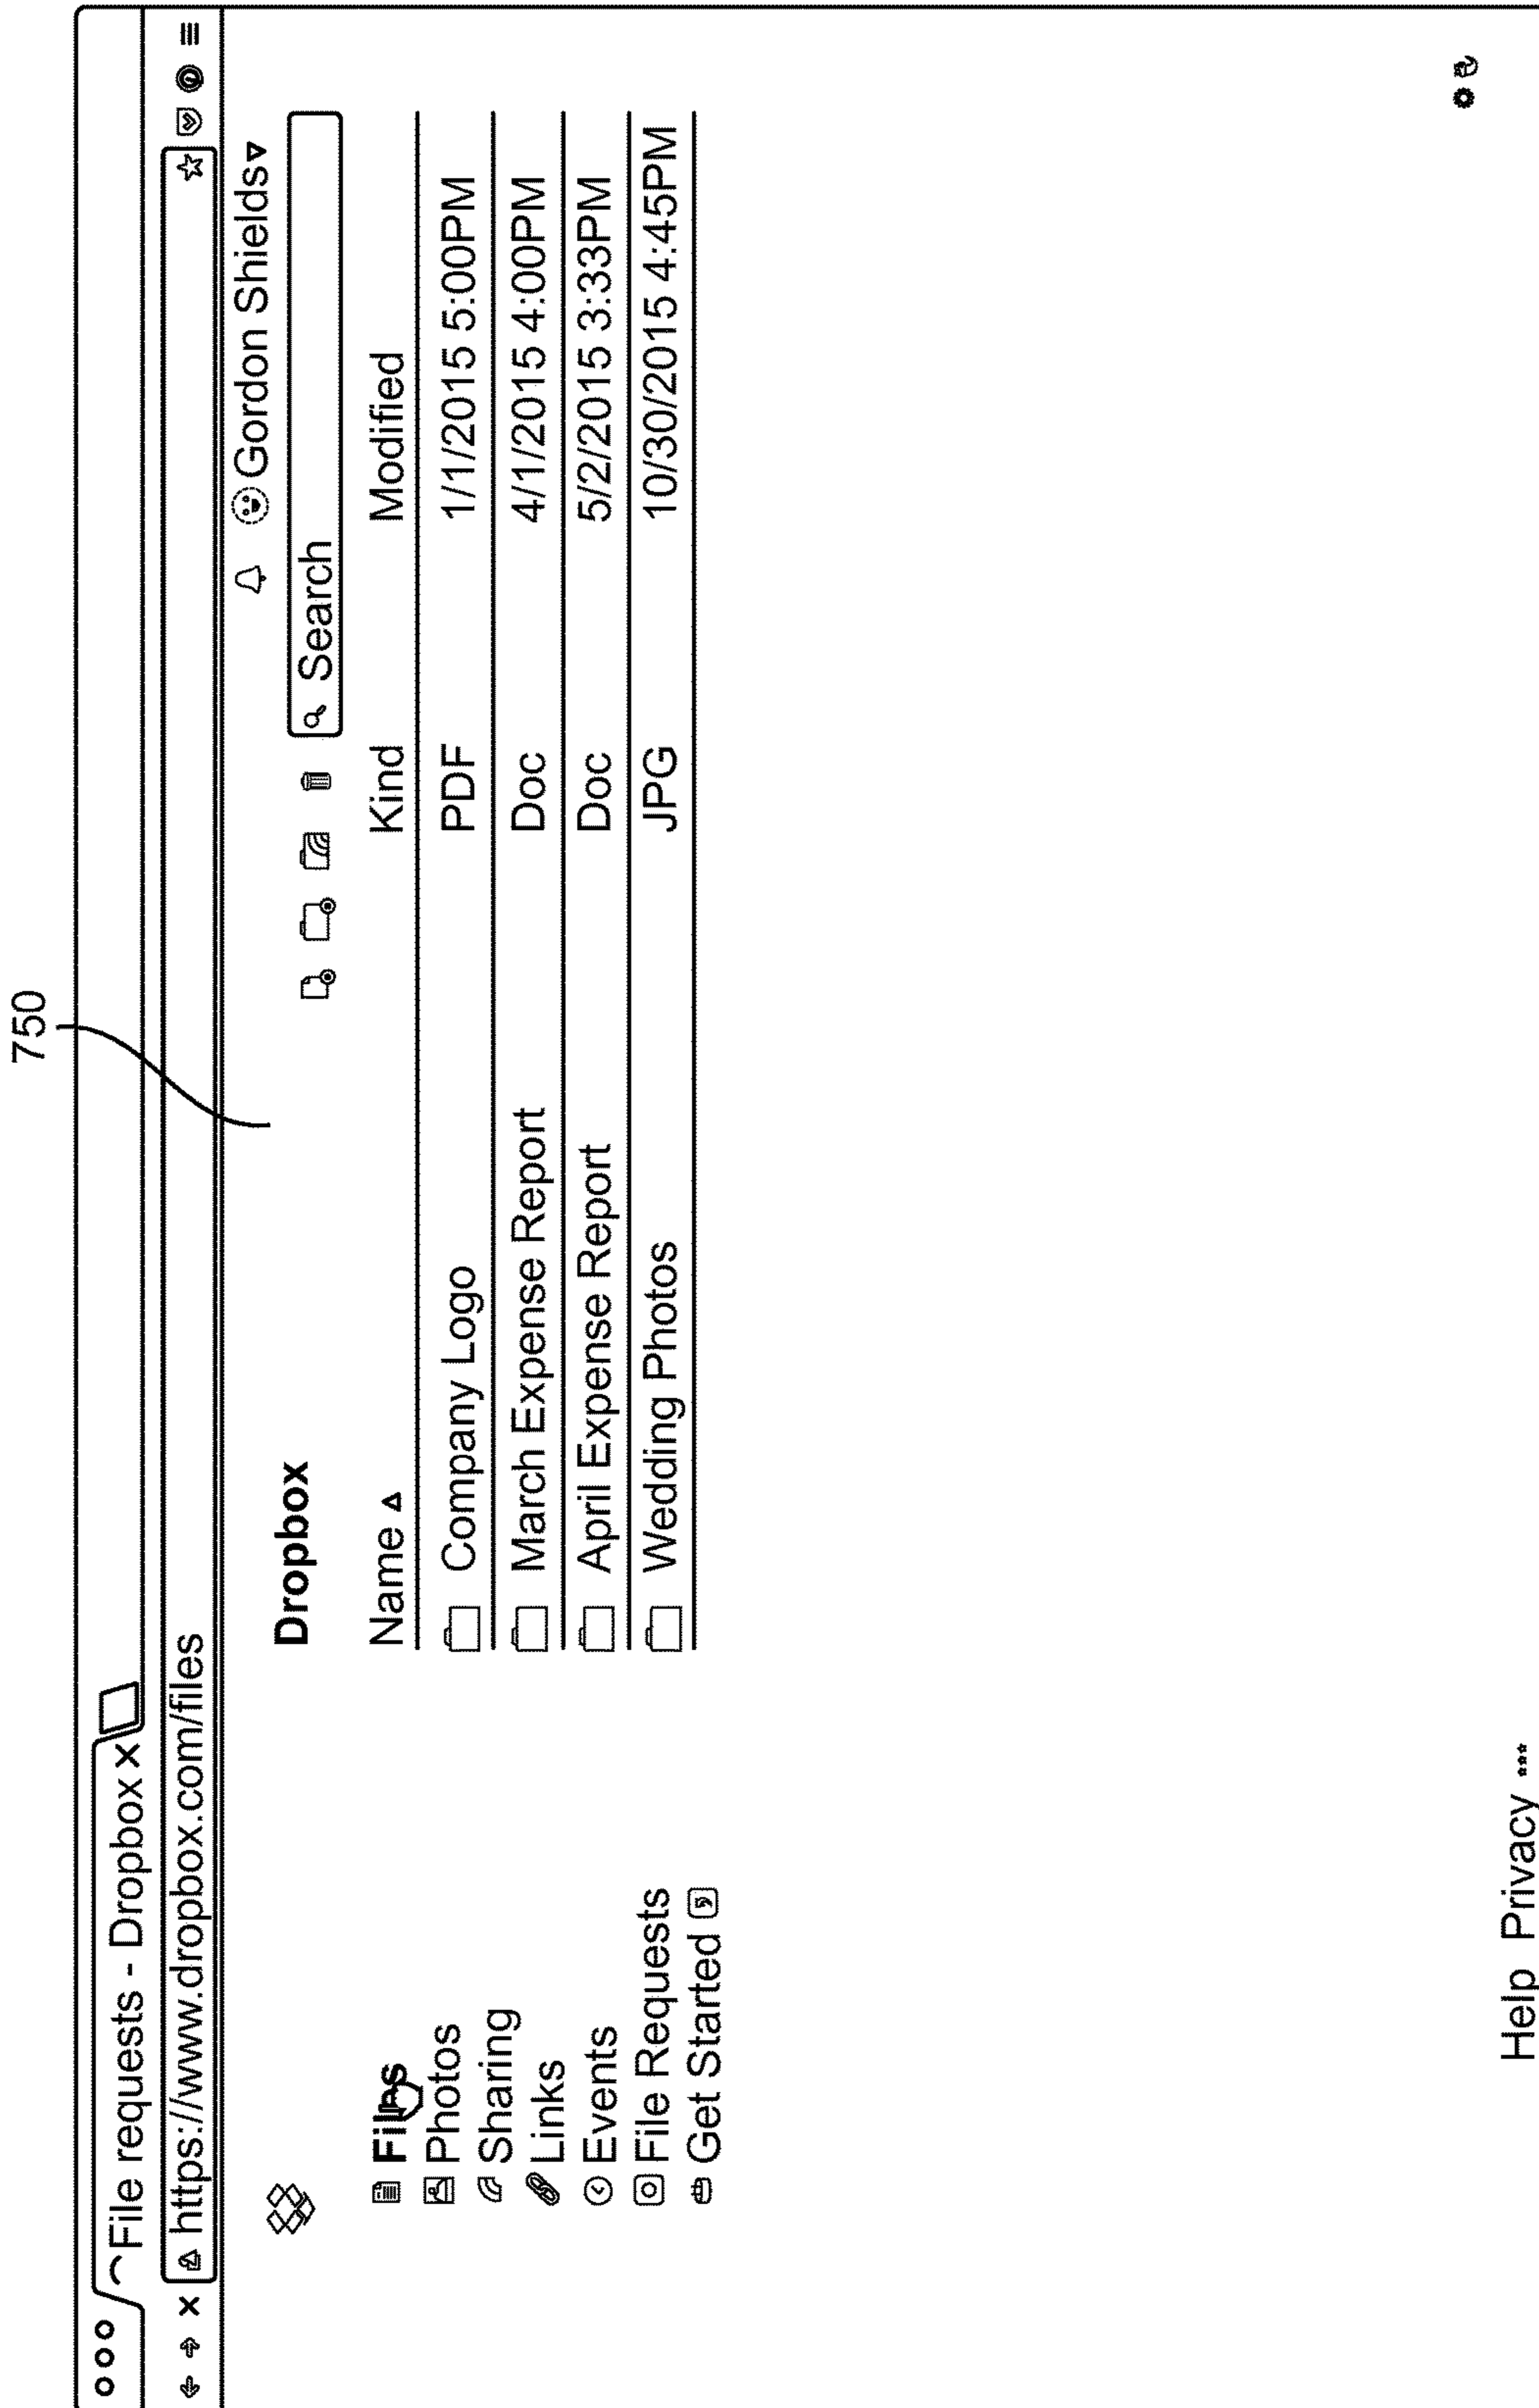 750
File requests - Dropbox
https://www.dropbox.com/files
Gordon Shields
Dropbox
Search
Name Kind Modified
Company Logo PDF 1/1/2015 5:00PM
March Expense Report Doc 4/1/2015 4:00PM
April Expense Report Doc 5/2/2015 3:33PM
Wedding Photos JPG 10/30/2015 4:45PM
Files
Photos
Sharing
Links
Events
File Requests
Get Started
Help Privacy